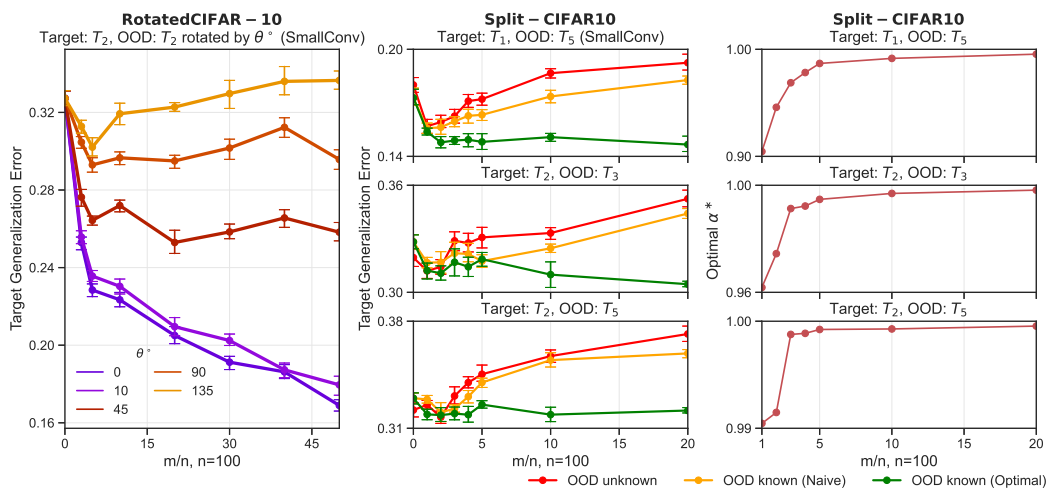 RotatedCIFAR − 10
Target: T₂, OOD: T₂ rotated by θ° (SmallConv)
Target Generalization Error
0.32
0.28
0.24
0.20
0.16
θ°
0
10
45
90
135
0
15
30
45
m/n, n=100
Split − CIFAR10
Target: T₁, OOD: T₅ (SmallConv)
0.20
0.14
Target: T₂, OOD: T₃
0.36
0.30
Target Generalization Error
Target: T₂, OOD: T₅
0.38
0.31
0
5
10
15
20
m/n, n=100
Split − CIFAR10
Target: T₁, OOD: T₅
1.00
0.90
Target: T₂, OOD: T₃
1.00
0.96
Optimal α*
Target: T₂, OOD: T₅
1.00
0.99
1
5
10
15
20
m/n, n=100
OOD unknown
OOD known (Naive)
OOD known (Optimal)